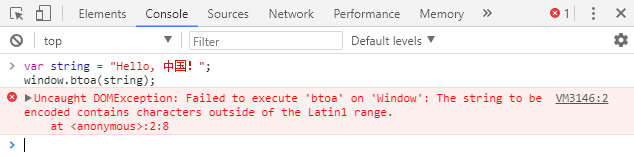 Elements Console Sources Network Performance Memory 1
top Filter Default levels
var string = "Hello, 中国！";
window.btoa(string);
Uncaught DOMException: Failed to execute 'btoa' on 'Window': The string to be VM3146:2
encoded contains characters outside of the Latin1 range.
at <anonymous>:2:8